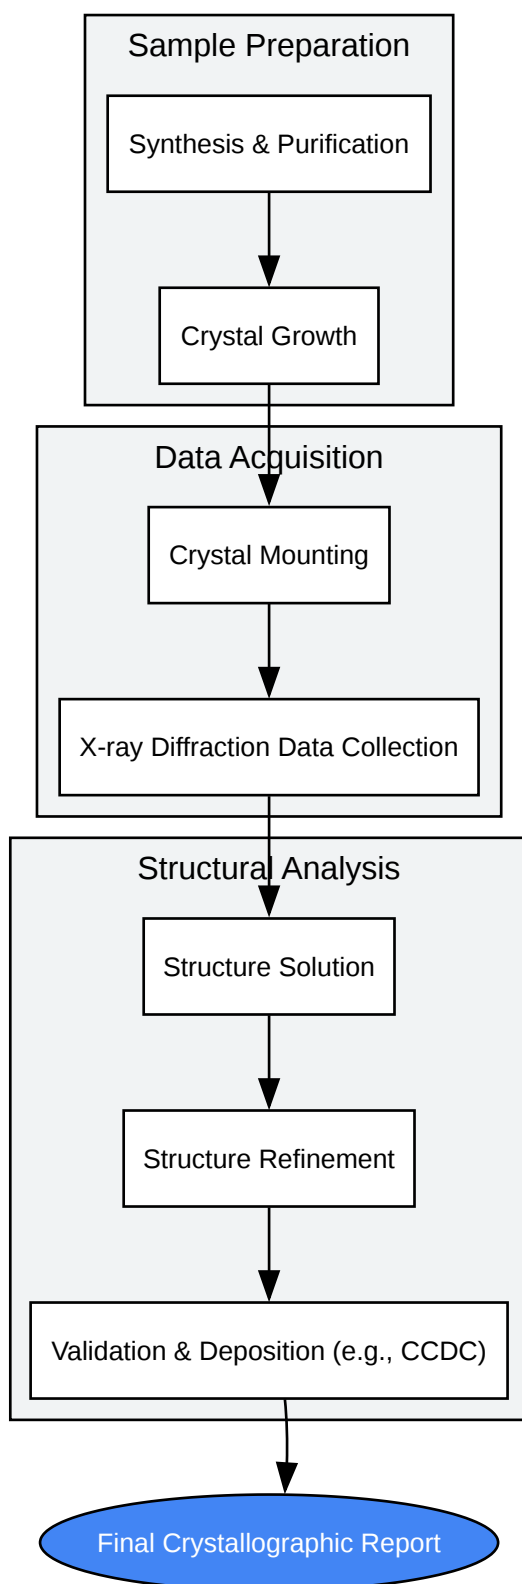 Sample Preparation
Synthesis & Purification
Crystal Growth
Data Acquisition
Crystal Mounting
X-ray Diffraction Data Collection
Structural Analysis
Structure Solution
Structure Refinement
Validation & Deposition (e.g., CCDC)
Final Crystallographic Report